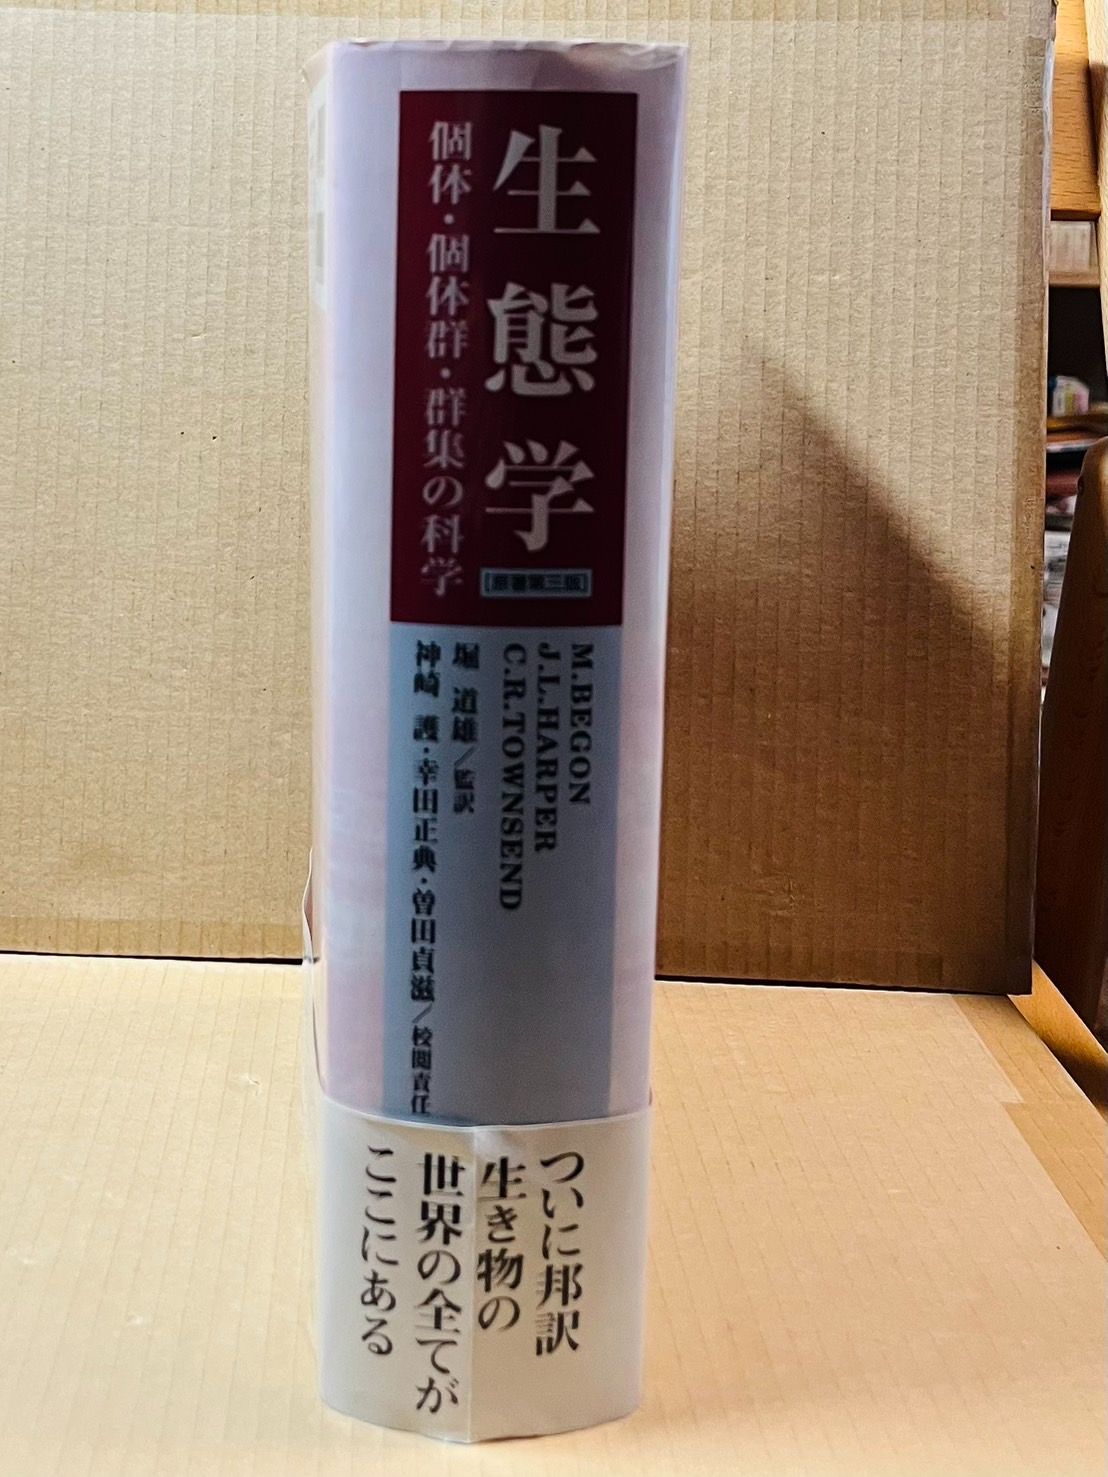 生態学
[原著第三版]
個体・個体群・群集の科学
M.BEGON
J.L.HARPER
C.R.TOWNSEND
堀 道雄／監訳
神崎 護・幸田正典・曽田貞滋／校閲責任
ついに邦訳
生き物の
世界の全てが
ここにある